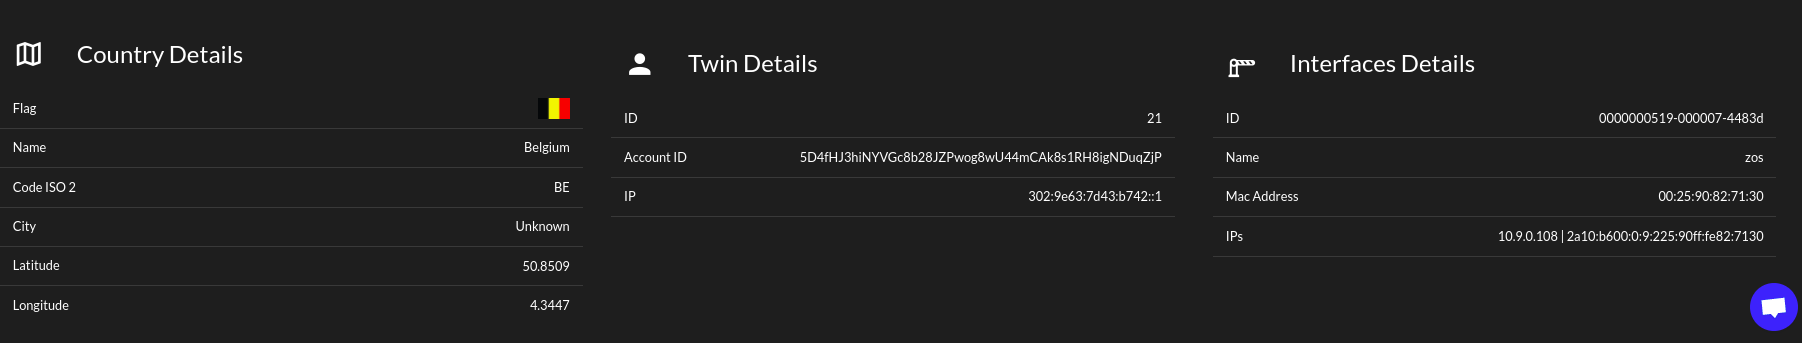 Country Details
Flag
Name Belgium
Code ISO 2 BE
City Unknown
Latitude 50.8509
Longitude 4.3447
Twin Details
ID 21
Account ID 5D4fHJ3hiNYVGc8b28JZPwog8wU44mCAk8s1RH8igNDuqZjP
IP 302:9e63:7d43:b742::1
Interfaces Details
ID 0000000519-000007-4483d
Name zos
Mac Address 00:25:90:82:71:30
IPs 10.9.0.108 | 2a10:b600:0:9:225:90ff:fe82:7130